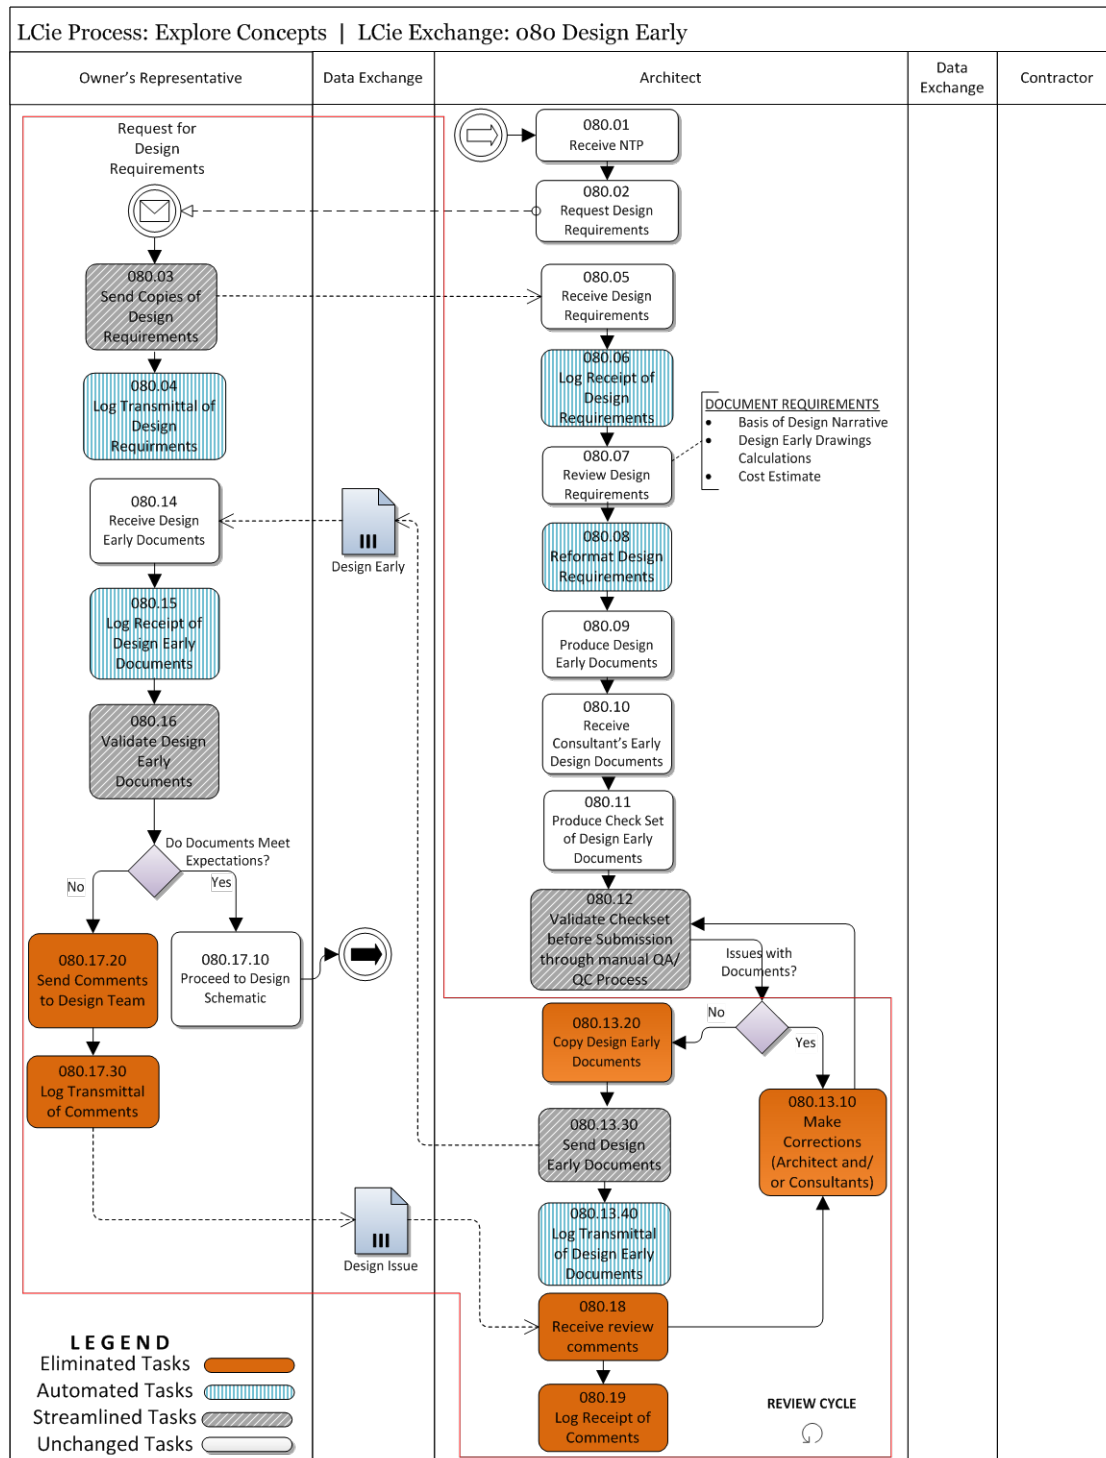 LCie Process: Explore Concepts | LCie Exchange: 080 Design Early
Owner's Representative
Data Exchange
Architect
Data
Exchange
Contractor
Request for
Design
Requirements
080.01
Receive NTP
080.02
Request Design
Requirements
080.03
Send Copies of
Design
Requirements
080.05
Receive Design
Requirements
080.04
Log Transmittal of
Design
Requirments
080.06
Log Receipt of
Design
Requirements
DOCUMENT REQUIREMENTS
• Basis of Design Narrative
• Design Early Drawings
Calculations
• Cost Estimate
080.07
Review Design
Requirements
080.14
Receive Design
Early Documents
Design Early
080.08
Reformat Design
Requirements
080.15
Log Receipt of
Design Early
Documents
080.09
Produce Design
Early Documents
080.16
Validate Design
Early
Documents
080.10
Receive
Consultant's Early
Design Documents
080.11
Produce Check Set
of Design Early
Documents
Do Documents Meet
Expectations?
No
Yes
080.12
Validate Checkset
before Submission
through manual QA/
QC Process
Issues with
Documents?
080.17.20
Send Comments
to Design Team
080.17.10
Proceed to Design
Schematic
No
Yes
080.13.20
Copy Design Early
Documents
080.17.30
Log Transmittal
of Comments
080.13.10
Make
Corrections
(Architect and/
or Consultants)
080.13.30
Send Design
Early Documents
080.13.40
Log Transmittal
of Design Early
Documents
Design Issue
080.18
Receive review
comments
080.19
Log Receipt of
Comments
REVIEW CYCLE
LEGEND
Eliminated Tasks
Automated Tasks
Streamlined Tasks
Unchanged Tasks